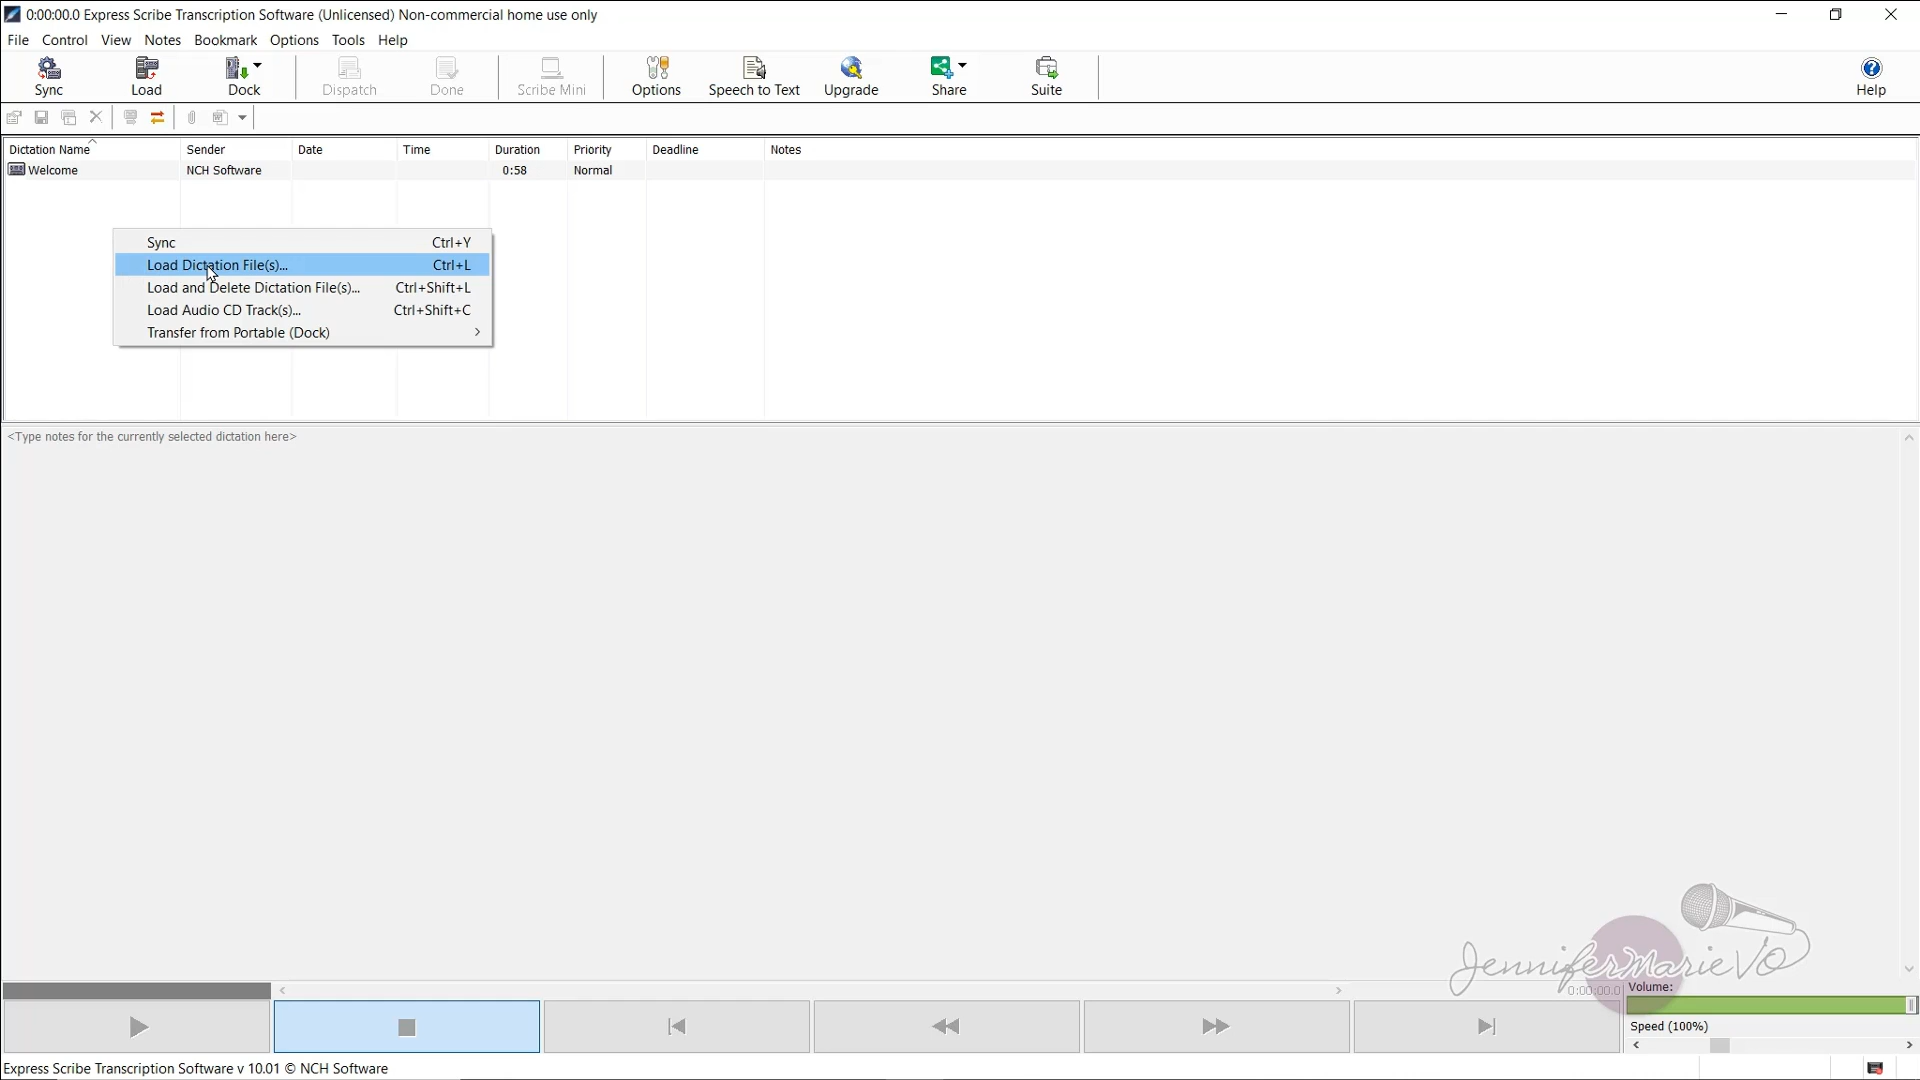 0:00:00.0 Express Scribe Transcription Software (Unlicensed) Non-commercial home use only
File Control View Notes Bookmark Options Tools Help
Sync Load Dock Dispatch Done Scribe Mini Options Speech to Text Upgrade Share Suite Help
Dictation Name Sender Date Time Duration Priority Deadline Notes
Welcome NCH Software 0:58 Normal
Sync Ctrl+Y
Load Dictation File(s)... Ctrl+L
Load and Delete Dictation File(s)... Ctrl+Shift+L
Load Audio CD Track(s)... Ctrl+Shift+C
Transfer from Portable (Dock)
<Type notes for the currently selected dictation here>
JenniferMarieVO
0:00:00.0 Volume:
Speed (100%)
Express Scribe Transcription Software v 10.01 © NCH Software